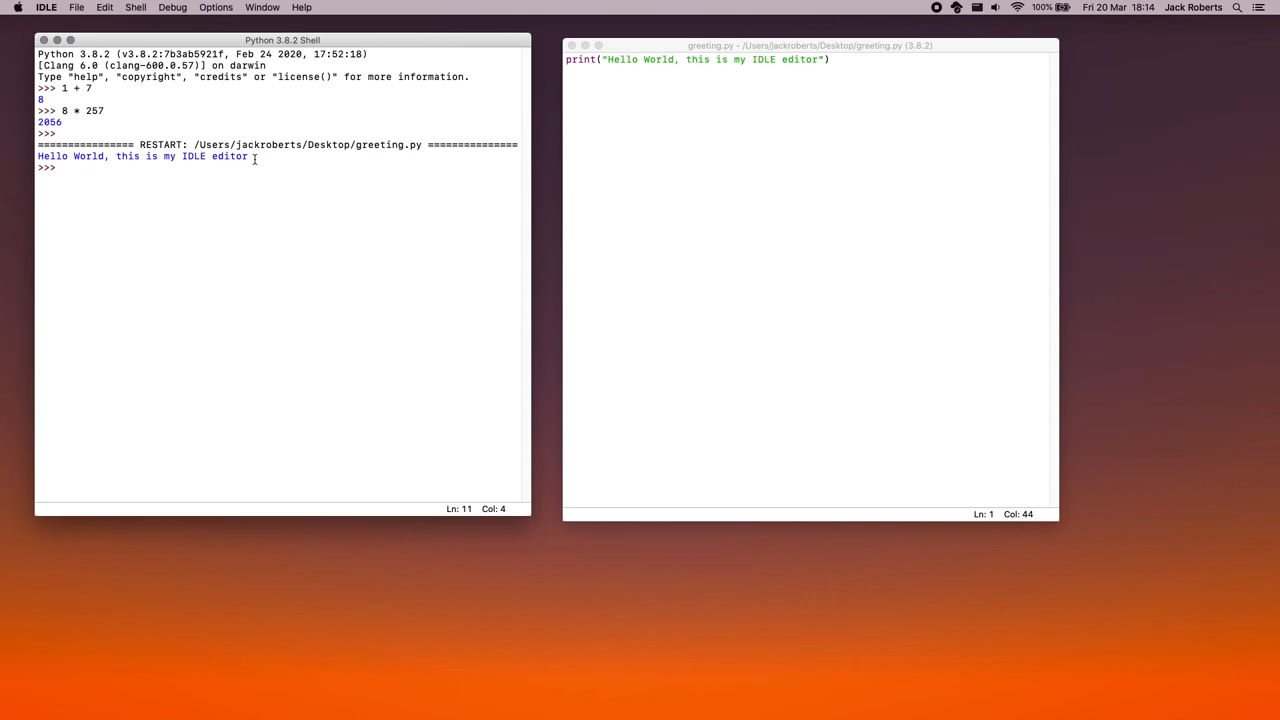 IDLE File Edit Shell Debug Options Window Help 100% Fri 20 Mar 18:14 Jack Roberts
Python 3.8.2 Shell
Python 3.8.2 (v3.8.2:7b3ab5921f, Feb 24 2020, 17:52:18)
[Clang 6.0 (clang-600.0.57)] on darwin
Type "help", "copyright", "credits" or "license()" for more information.
>>> 1 + 7
8
>>> 8 * 257
2056
>>>
================ RESTART: /Users/jackroberts/Desktop/greeting.py ===============
Hello World, this is my IDLE editor
>>>
Ln: 11 Col: 4
greeting.py - /Users/jackroberts/Desktop/greeting.py (3.8.2)
print("Hello World, this is my IDLE editor")
Ln: 1 Col: 44